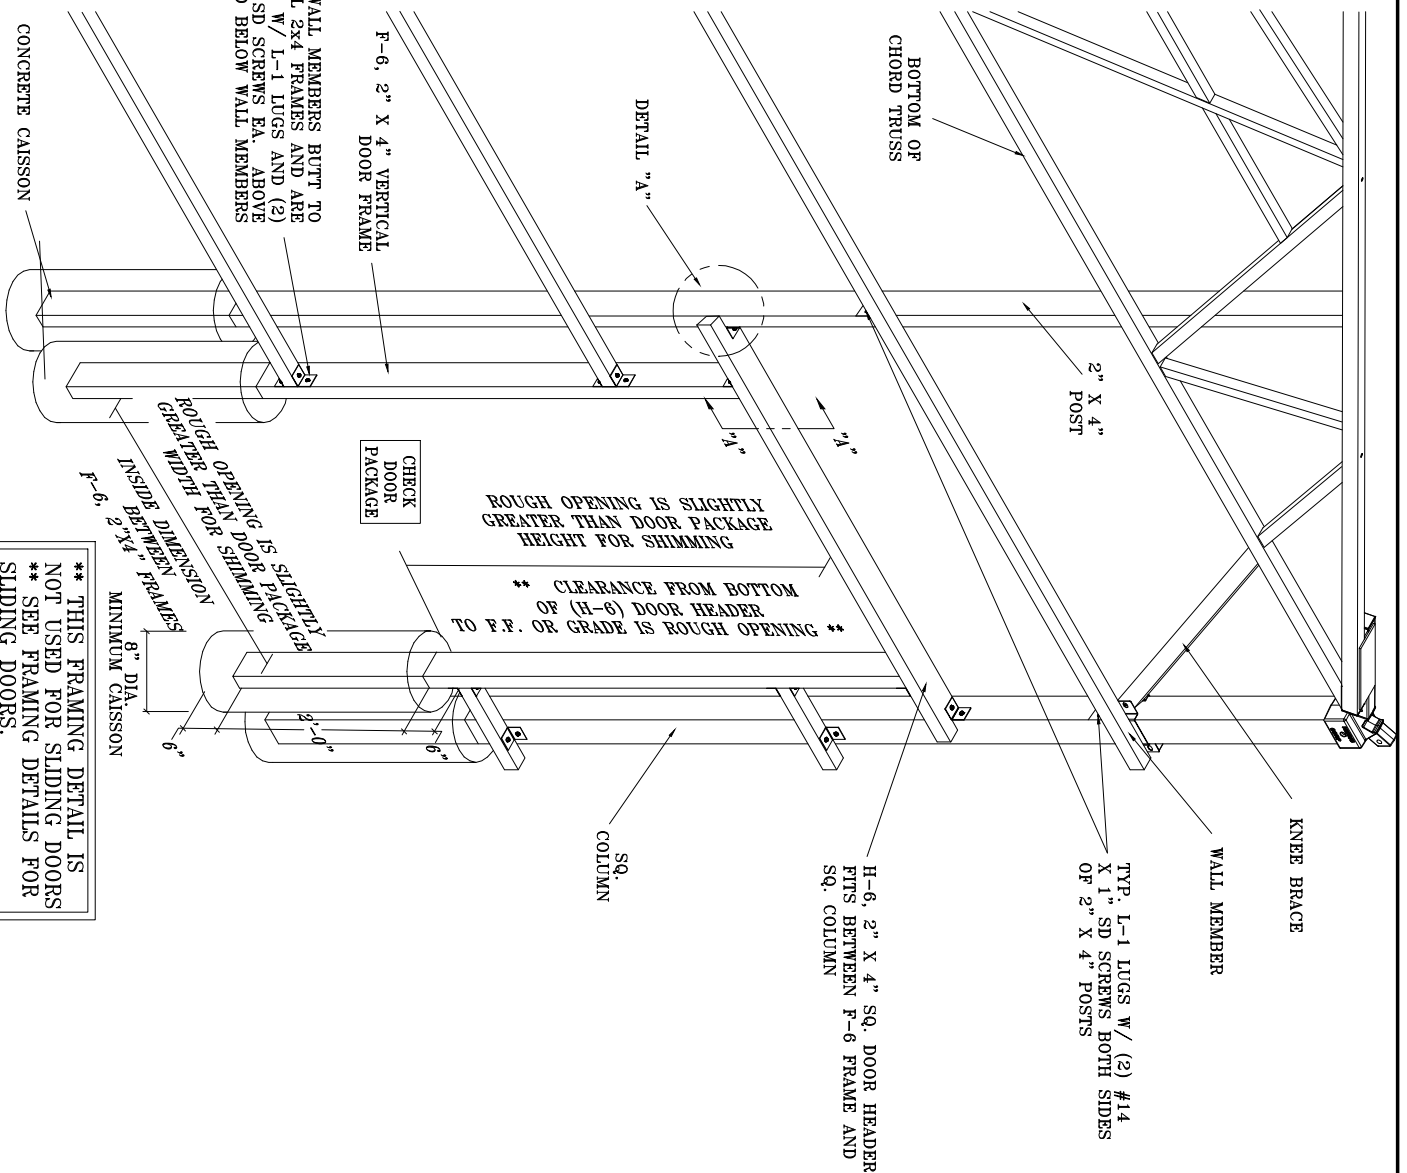 BOTTOM OF
CHORD TRUSS
DETAIL "A"
F-6, 2" X 4" VERTICAL
DOOR FRAME
WALL MEMBERS BUTT TO
2x4 FRAMES AND ARE
W/ L-1 LUGS AND (2)
SD SCREWS EA. ABOVE
BELOW WALL MEMBERS
CONCRETE CAISSON
2" X 4"
POST
"A"
"A"
CHECK
DOOR
PACKAGE
ROUGH OPENING IS SLIGHTLY
GREATER THAN DOOR PACKAGE
HEIGHT FOR SHIMMING
** CLEARANCE FROM BOTTOM
OF (H-6) DOOR HEADER
TO F.F. OR GRADE IS ROUGH OPENING **
ROUGH OPENING IS SLIGHTLY
GREATER THAN DOOR PACKAGE
WIDTH FOR SHIMMING
INSIDE DIMENSION
BETWEEN
F-6, 2"X4" FRAMES
8" DIA.
MINIMUM CAISSON
6"
2'-0"
6"
KNEE BRACE
WALL MEMBER
TYP. L-1 LUGS W/ (2) #14
X 1" SD SCREWS BOTH SIDES
OF 2" X 4" POSTS
H-6, 2" X 4" SQ. DOOR HEADER
FITS BETWEEN F-6 FRAME AND
SQ. COLUMN
SQ.
COLUMN
** THIS FRAMING DETAIL IS
NOT USED FOR SLIDING DOORS
** SEE FRAMING DETAILS FOR
SLIDING DOORS.